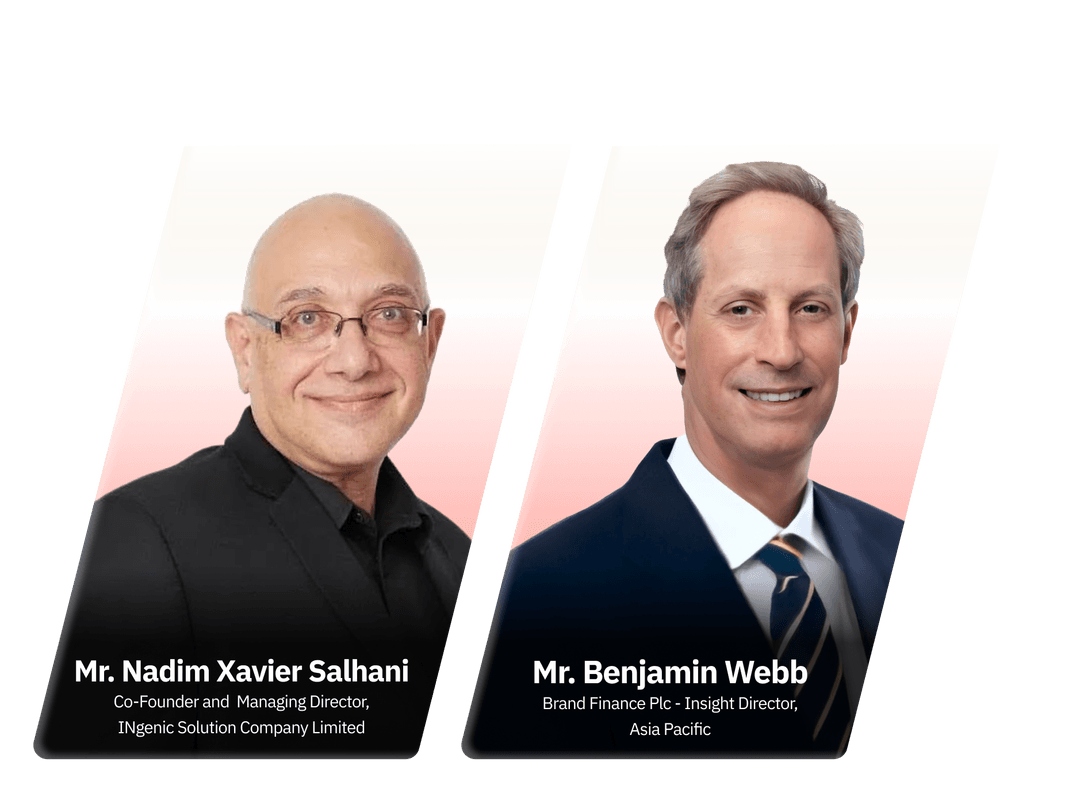 Mr. Nadim Xavier Salhani
Co-Founder and Managing Director,
INgenic Solution Company Limited
Mr. Benjamin Webb
Brand Finance Plc - Insight Director,
Asia Pacific